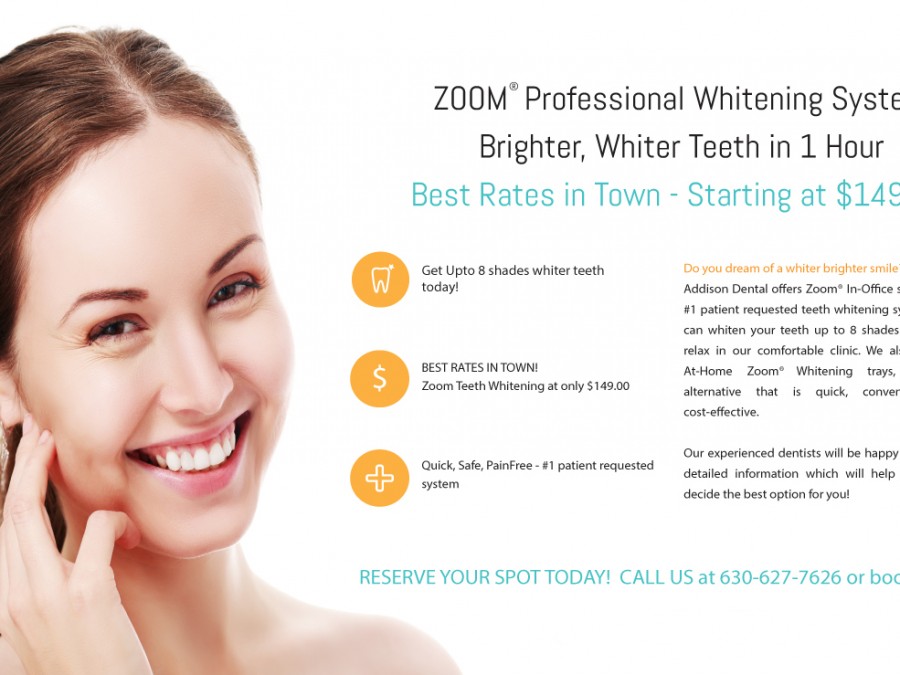 ZOOM® Professional Whitening
Brighter, Whiter Teeth in 1 Hour
Best Rates in Town - Starting at $149
Get Upto 8 shades whiter teeth
today!
BEST RATES IN TOWN!
Zoom Teeth Whitening at only $149.00
Quick, Safe, PainFree - #1 patient requested
system
Do you dream of a whiter brighter smile
Addison Dental offers Zoom® In-Office
#1 patient requested teeth whitening
can whiten your teeth up to 8 shades
relax in our comfortable clinic. We
At-Home Zoom® Whitening trays,
alternative that is quick,
cost-effective.
Our experienced dentists will be happy
detailed information which will help
decide the best option for you!
RESERVE YOUR SPOT TODAY! CALL US at 630-627-7626 or